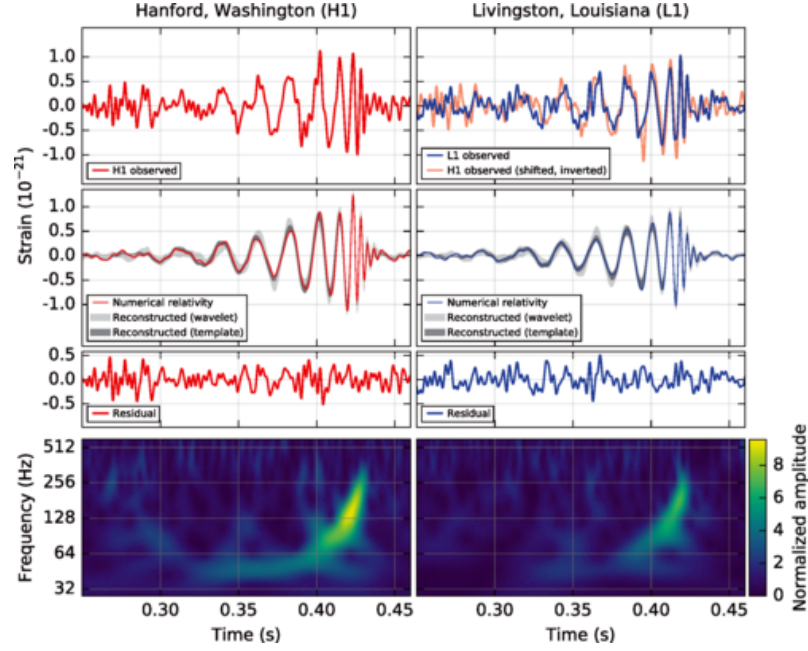 Hanford, Washington (H1)
Livingston, Louisiana (L1)
Strain (10⁻²¹)
1.0
0.5
0.0
-0.5
-1.0
H1 observed
L1 observed
H1 observed (shifted, inverted)
1.0
0.5
0.0
-0.5
-1.0
Numerical relativity
Reconstructed (wavelet)
Reconstructed (template)
Numerical relativity
Reconstructed (wavelet)
Reconstructed (template)
0.5
0.0
-0.5
Residual
Residual
Frequency (Hz)
512
256
128
64
32
0.30 0.35 0.40 0.45
Time (s)
0.30 0.35 0.40 0.45
Time (s)
Normalized amplitude
8
6
4
2
0